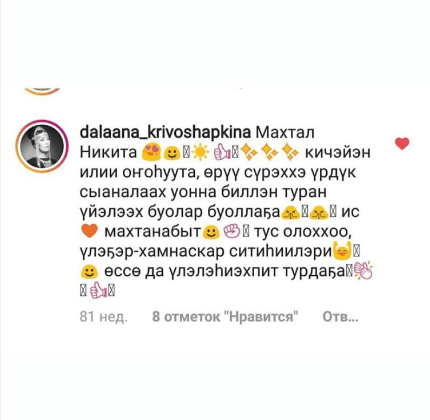 dalaana_krivoshapkina Махтал
Никита 😍🙂☀️👍✨✨✨ кичэйэн
илии оҥоһуута, өрүү сүрэххэ үрдүк
сыаналаах уонна биллэн туран
үйэлээх буолар буоллаҕа🙏🙏 ис
🧡 махтанабыт🙂✊ тус олоххоо,
үлэҕэр-хамнаскар ситиһиилэри🤘
🙂 өссө да үлэлэһиэхпит турдаҕа👏
👍
81 нед. 8 отметок "Нравится" Отв...